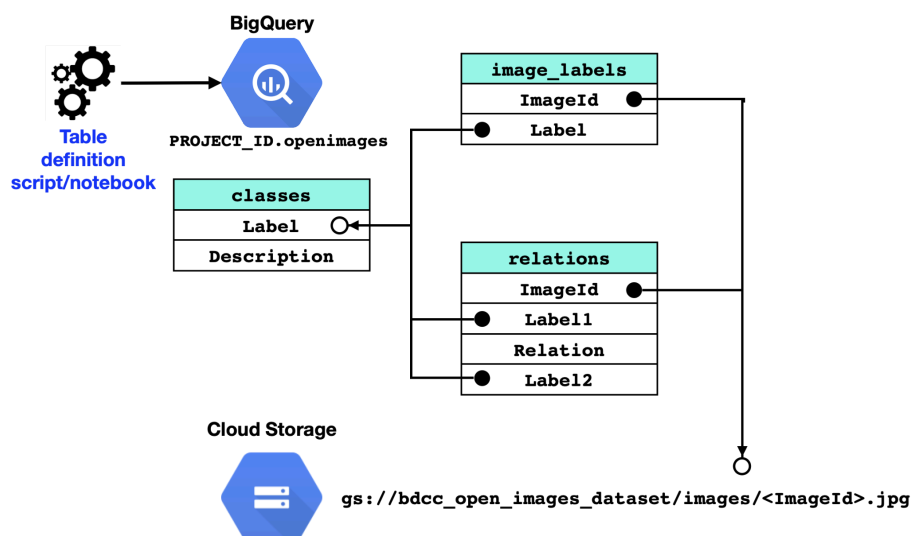 BigQuery
Table
definition
script/notebook
PROJECT_ID.openimages
classes
Label
Description
image_labels
ImageId
Label
relations
ImageId
Label1
Relation
Label2
Cloud Storage
gs://bdcc_open_images_dataset/images/<ImageId>.jpg